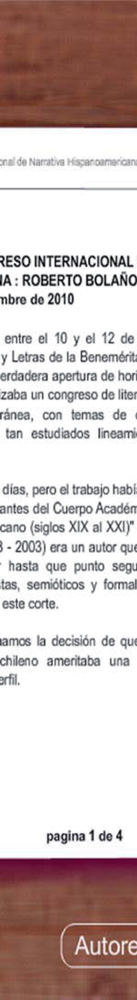 onal de Narrativa Hispanoamericana
RESO INTERNACIONAL
NA : ROBERTO BOLAÑO
mbre de 2010
entre el 10 y el 12 de
y Letras de la Benemérita
erdadera apertura de hori
izaba un congreso de liter
ránea, con temas de
tan estudiados lineami
días, pero el trabajo había
antes del Cuerpo Académ
cano (siglos XIX al XXI)"
- 2003) era un autor que
hasta que punto segu
tas, semióticos y formal
este corte.
amos la decisión de que
chileno ameritaba una
erfil.
pagina 1 de 4
Autore